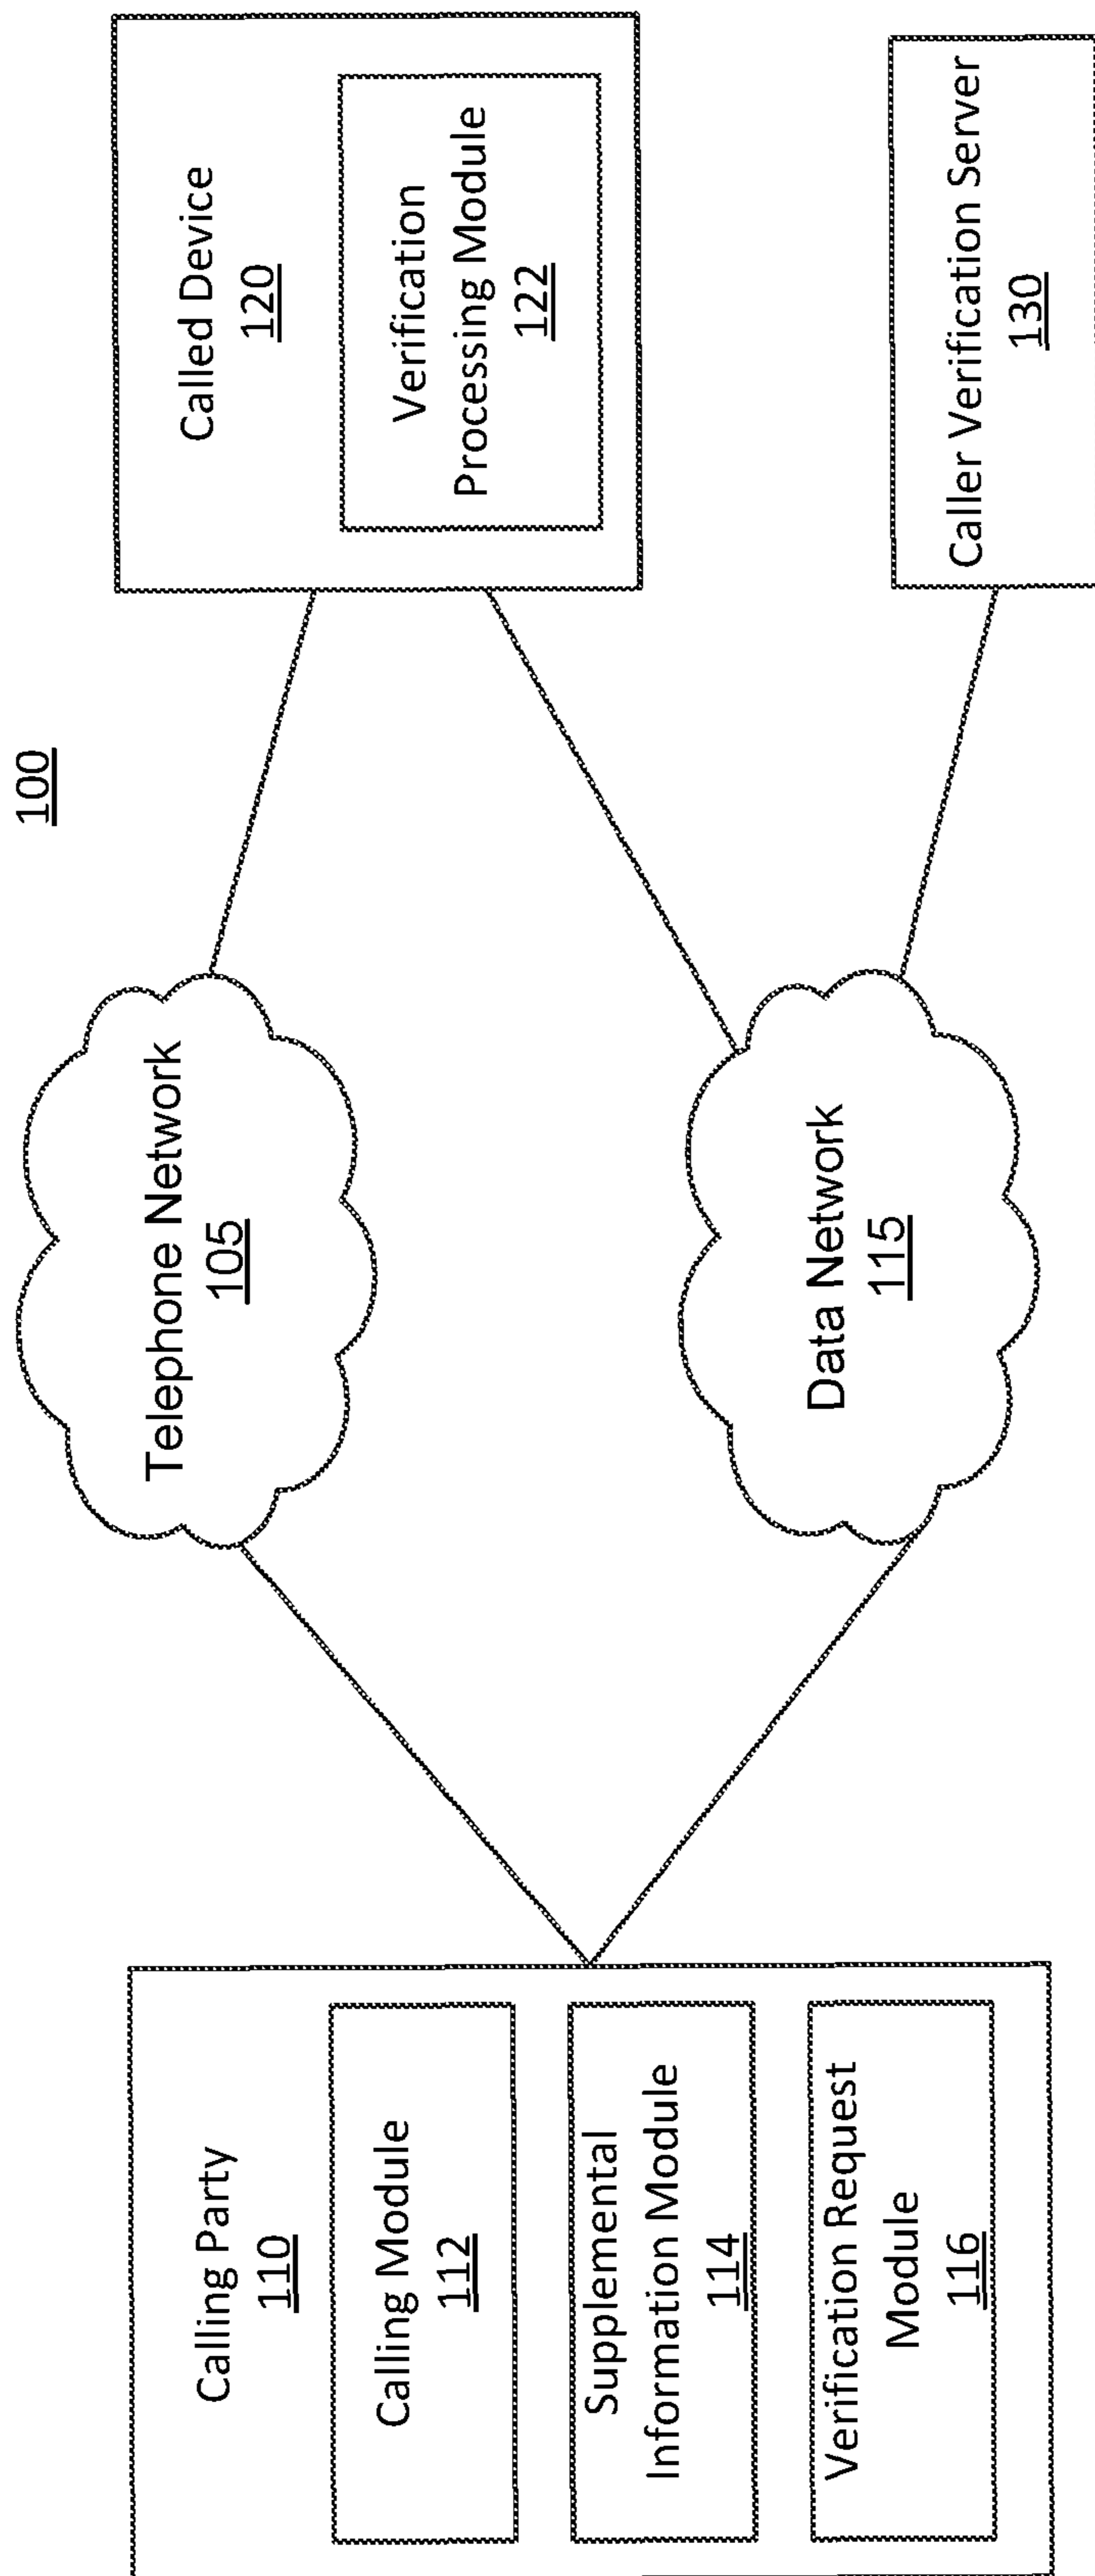 100
Calling Party
110
Calling Module
112
Supplemental
Information Module
114
Verification Request
Module
116
Telephone Network
105
Data Network
115
Called Device
120
Verification
Processing Module
122
Caller Verification Server
130